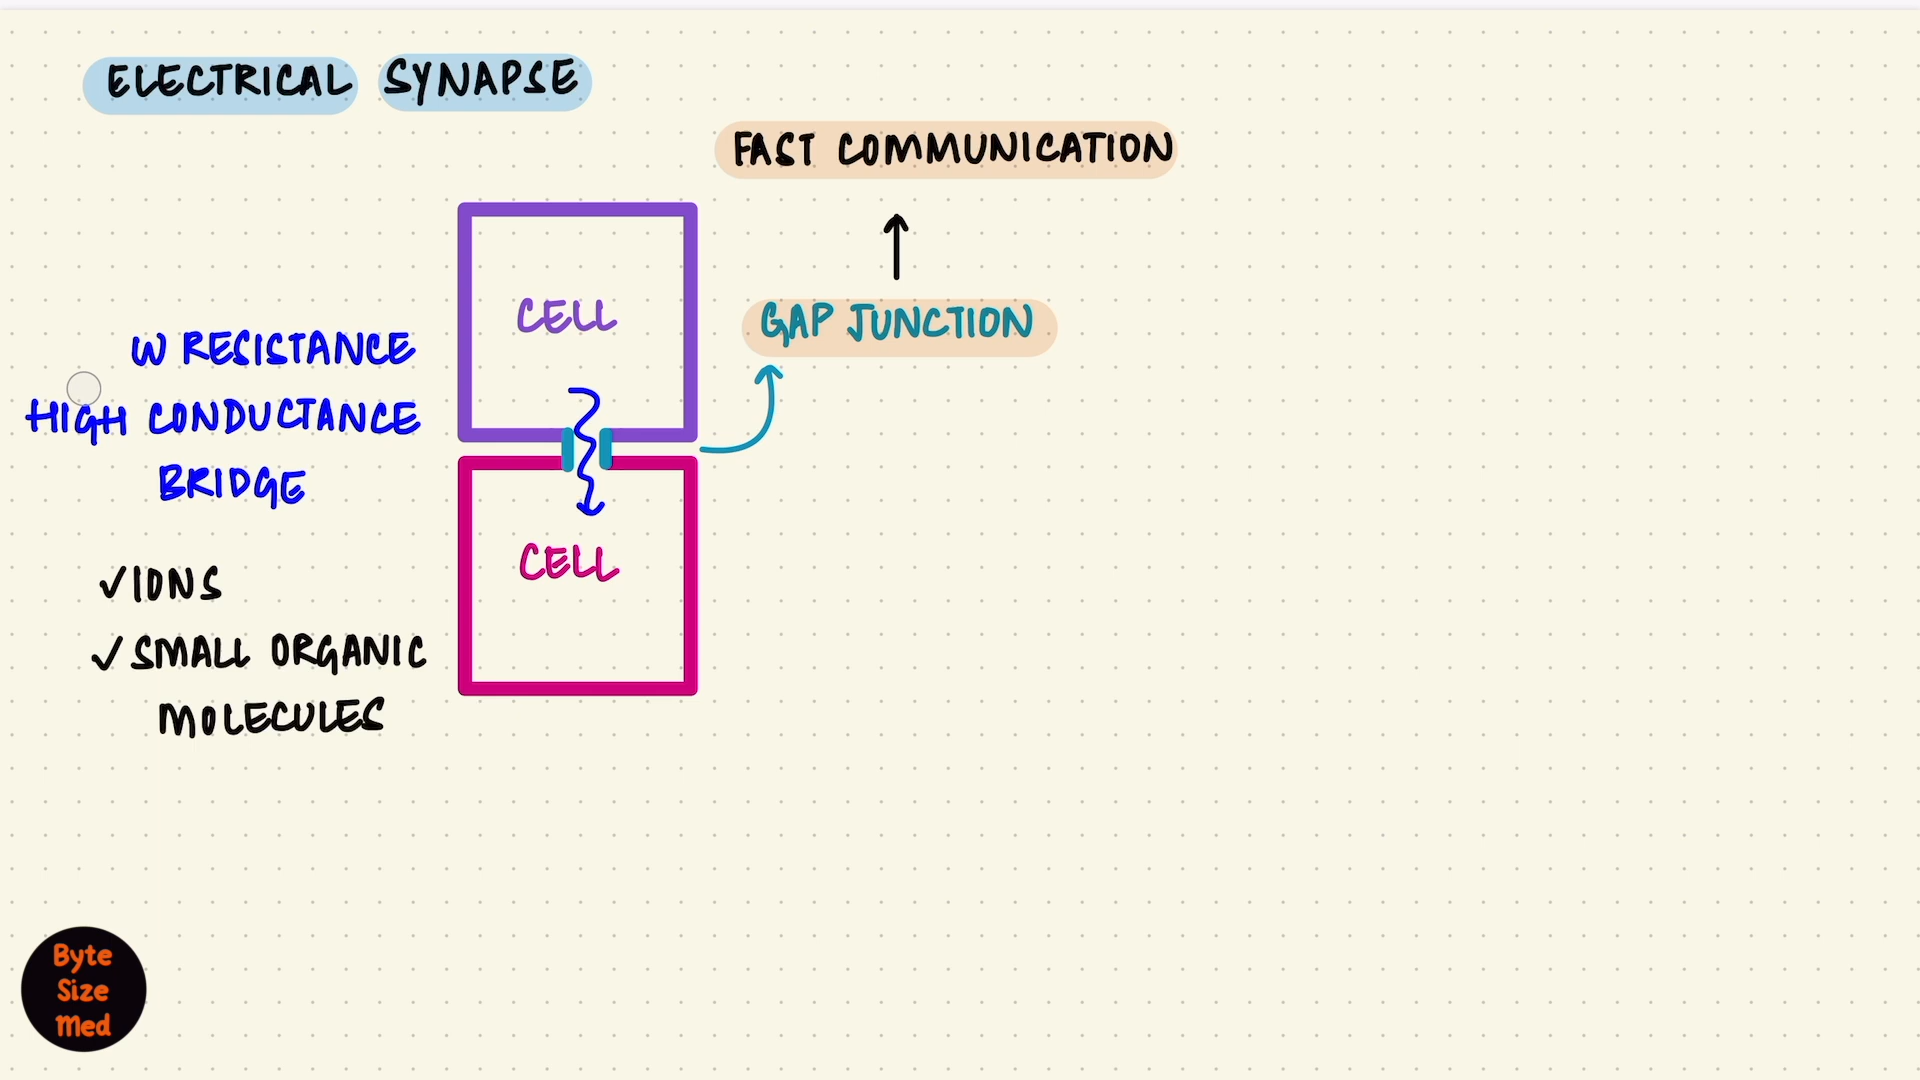 ELECTRICAL SYNAPSE
FAST COMMUNICATION
CELL
GAP JUNCTION
W RESISTANCE
HIGH CONDUCTANCE
BRIDGE
CELL
✓IONS
✓SMALL ORGANIC
MOLECULES
Byte
Size
Med